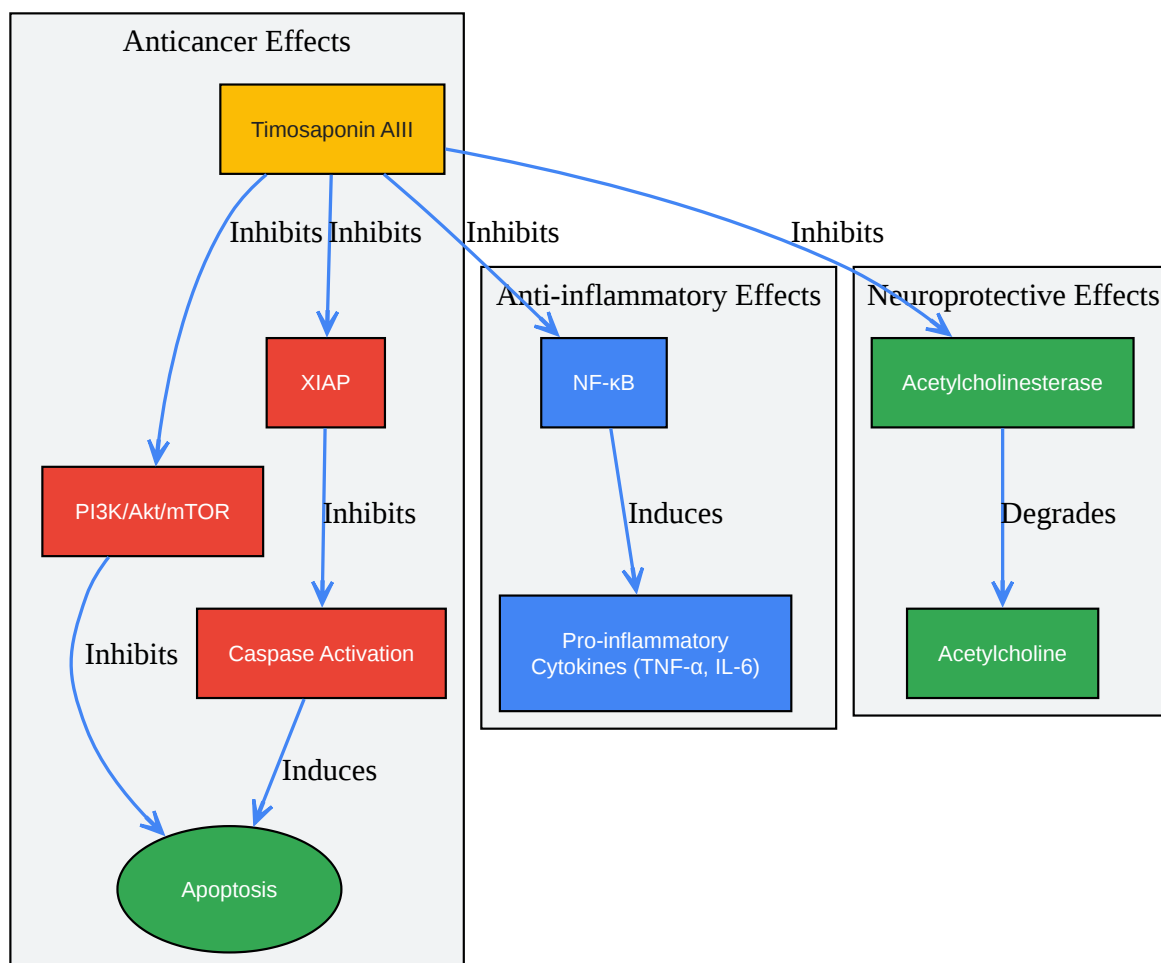 Anticancer Effects
Timosaponin AIII
Inhibits
Inhibits
Inhibits
Inhibits
Anti-inflammatory Effects
Neuroprotective Effects
XIAP
NF-κB
Acetylcholinesterase
PI3K/Akt/mTOR
Inhibits
Induces
Degrades
Inhibits
Caspase Activation
Pro-inflammatory
Cytokines (TNF-α, IL-6)
Acetylcholine
Induces
Apoptosis